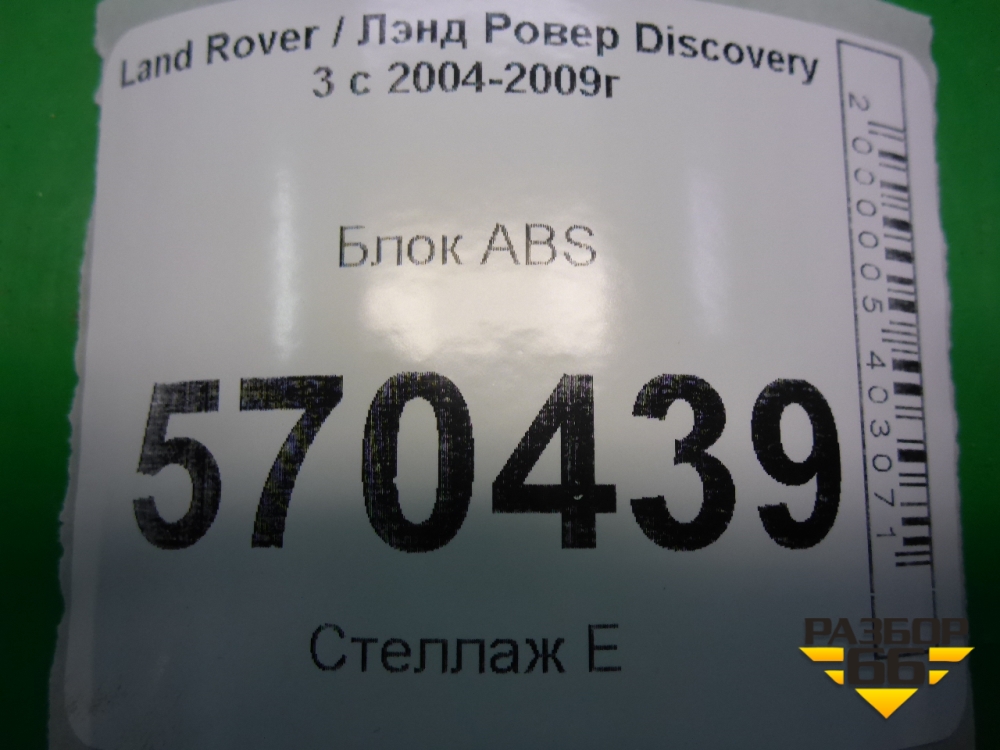 Land Rover / Лэнд Ровер Discovery
3 с 2004-2009г
Блок ABS
570439
Стеллаж Е
2000005403071
РАЗБОР
66